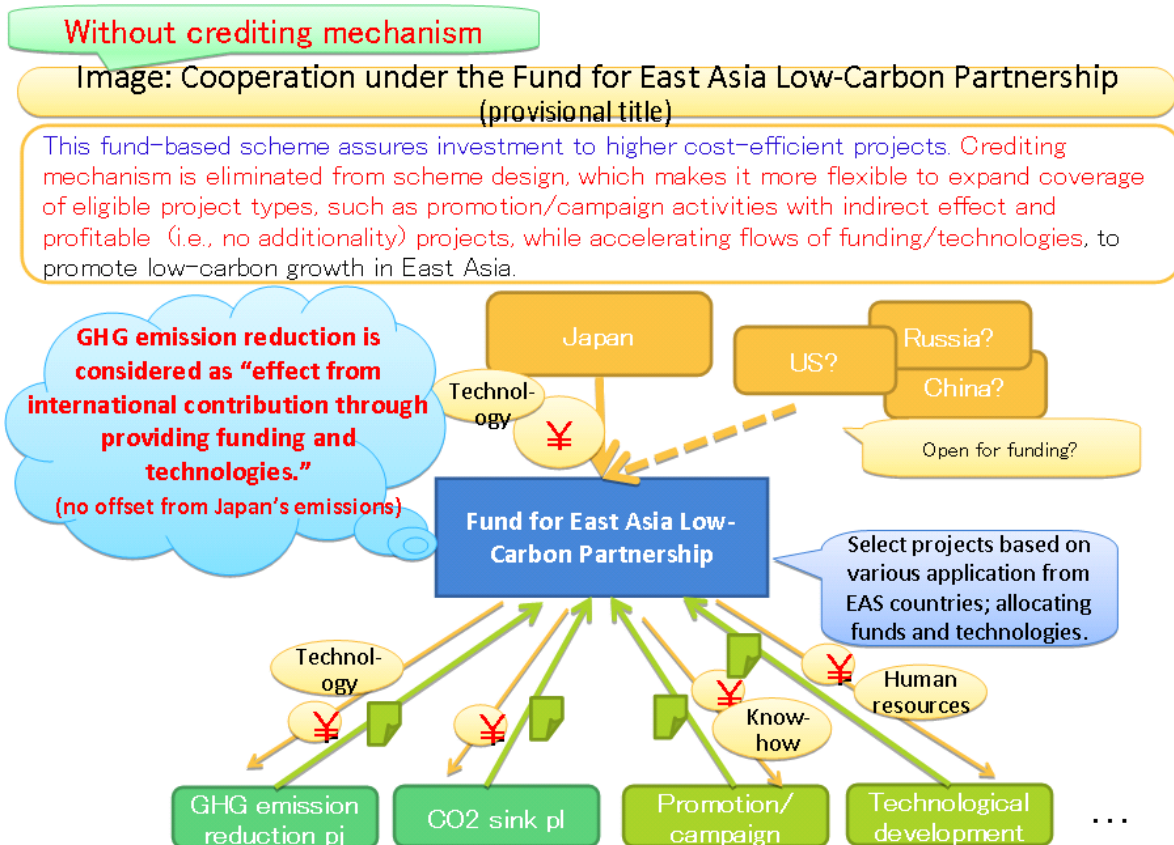 Without crediting mechanism
Image: Cooperation under the Fund for East Asia Low-Carbon Partnership
(provisional title)
This fund-based scheme assures investment to higher cost-efficient projects. Crediting
mechanism is eliminated from scheme design, which makes it more flexible to expand coverage
of eligible project types, such as promotion/campaign activities with indirect effect and
profitable (i.e., no additionality) projects, while accelerating flows of funding/technologies, to
promote low-carbon growth in East Asia.
GHG emission reduction is
considered as “effect from
international contribution through
providing funding and
technologies.”
(no offset from Japan’s emissions)
Japan
US?
Russia?
China?
Technol-
ogy
¥
Open for funding?
Fund for East Asia Low-
Carbon Partnership
Select projects based on
various application from
EAS countries; allocating
funds and technologies.
Technol-
ogy
¥
¥
¥
Know-
how
¥
Human
resources
GHG emission
reduction pj
CO2 sink pl
Promotion/
campaign
Technological
development
...